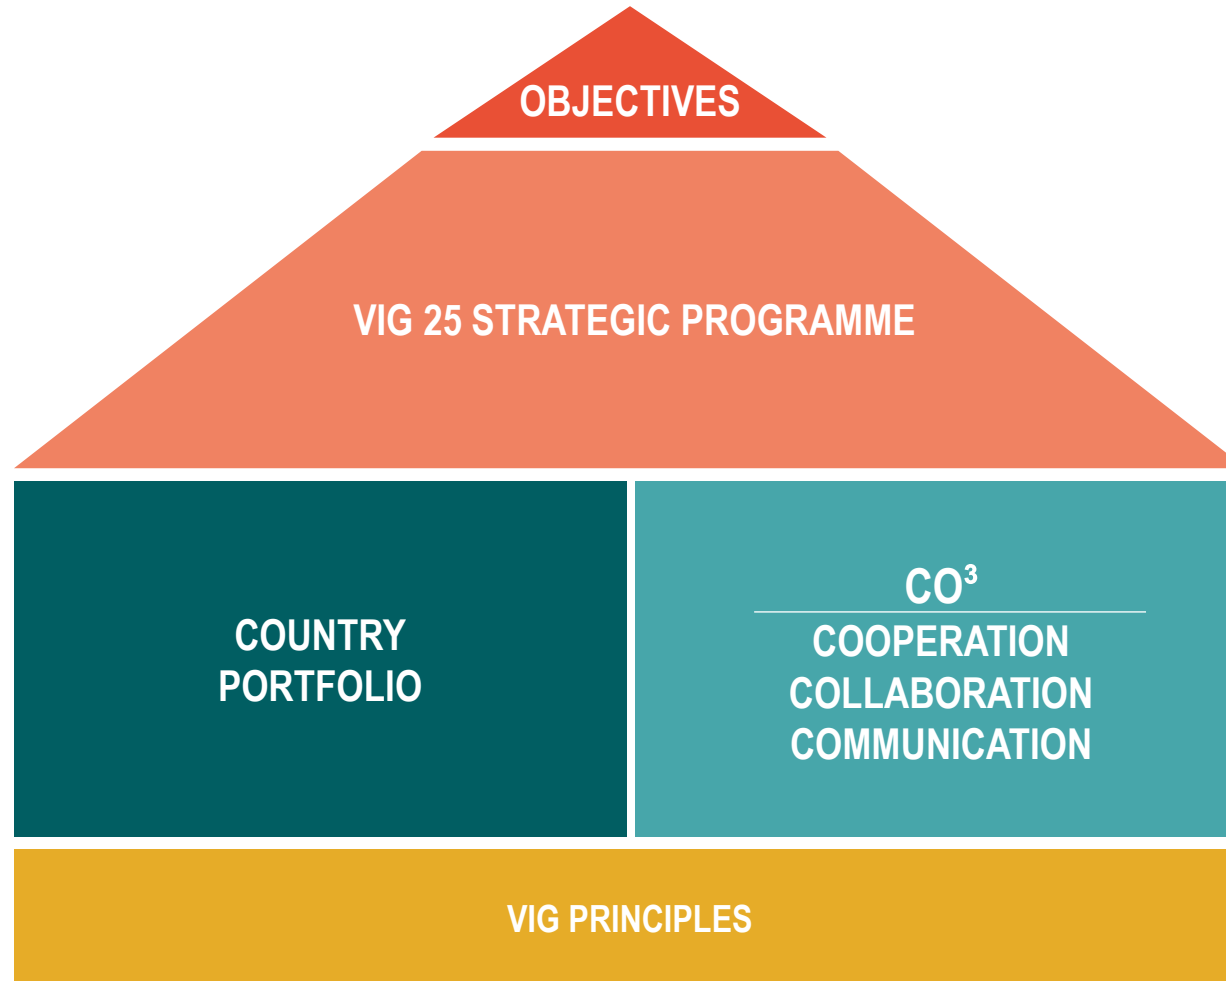 OBJECTIVES
VIG 25 STRATEGIC PROGRAMME
COUNTRY
PORTFOLIO
CO³
COOPERATION
COLLABORATION
COMMUNICATION
VIG PRINCIPLES